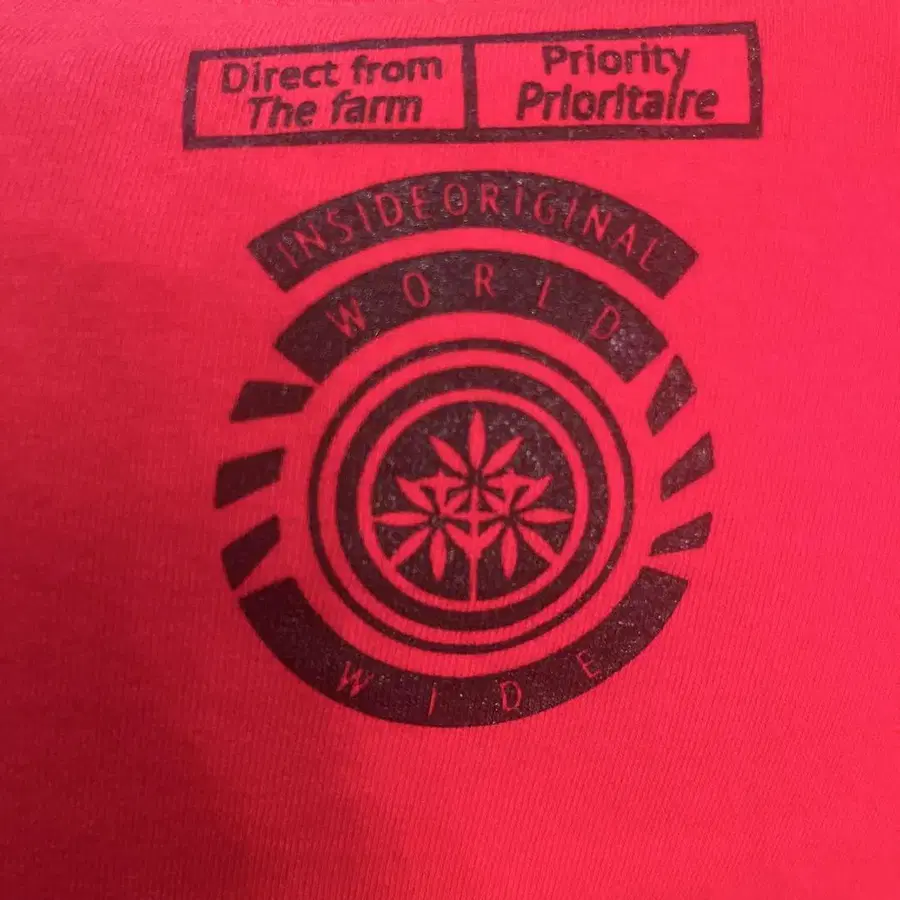 Direct from
The farm
Priority
Prioritaire
INSIDEORIGINAL
WORLD
WIDE